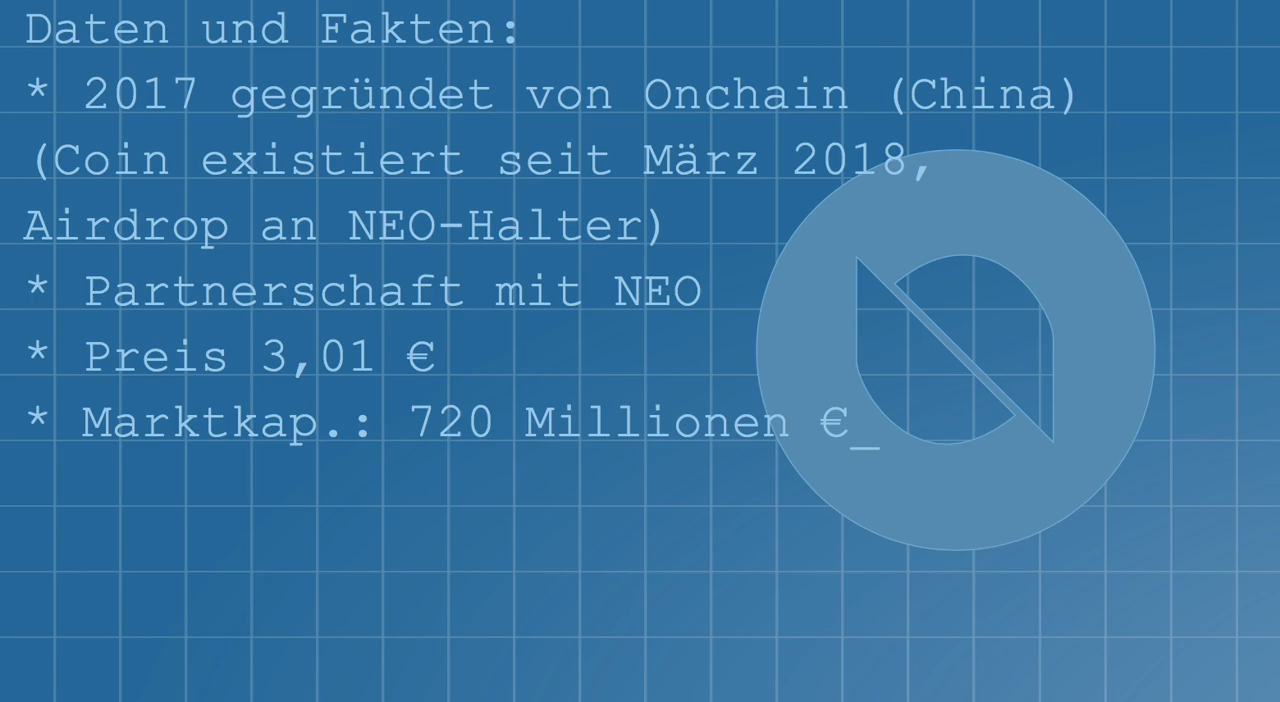 Daten und Fakten:
* 2017 gegründet von Onchain (China)
(Coin existiert seit März 2018,
Airdrop an NEO-Halter)
* Partnerschaft mit NEO
* Preis 3,01 €
* Marktkap.: 720 Millionen €_